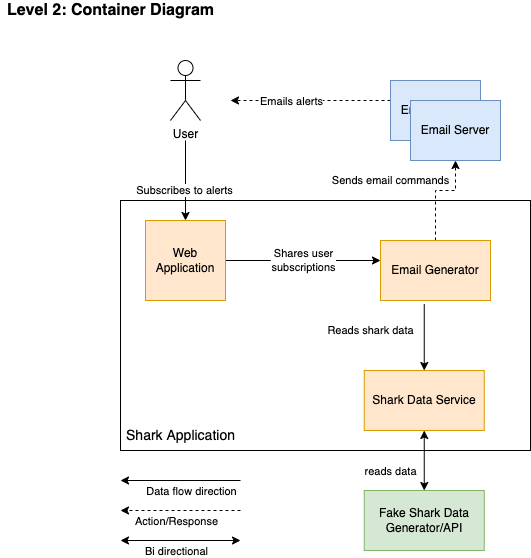 Level 2: Container Diagram
Emails alerts
Email Server
User
Sends email commands
Subscribes to alerts
Web
Application
Shares user
subscriptions
Email Generator
Reads shark data
Shark Data Service
Shark Application
reads data
Data flow direction
Action/Response
Bi directional
Fake Shark Data
Generator/API